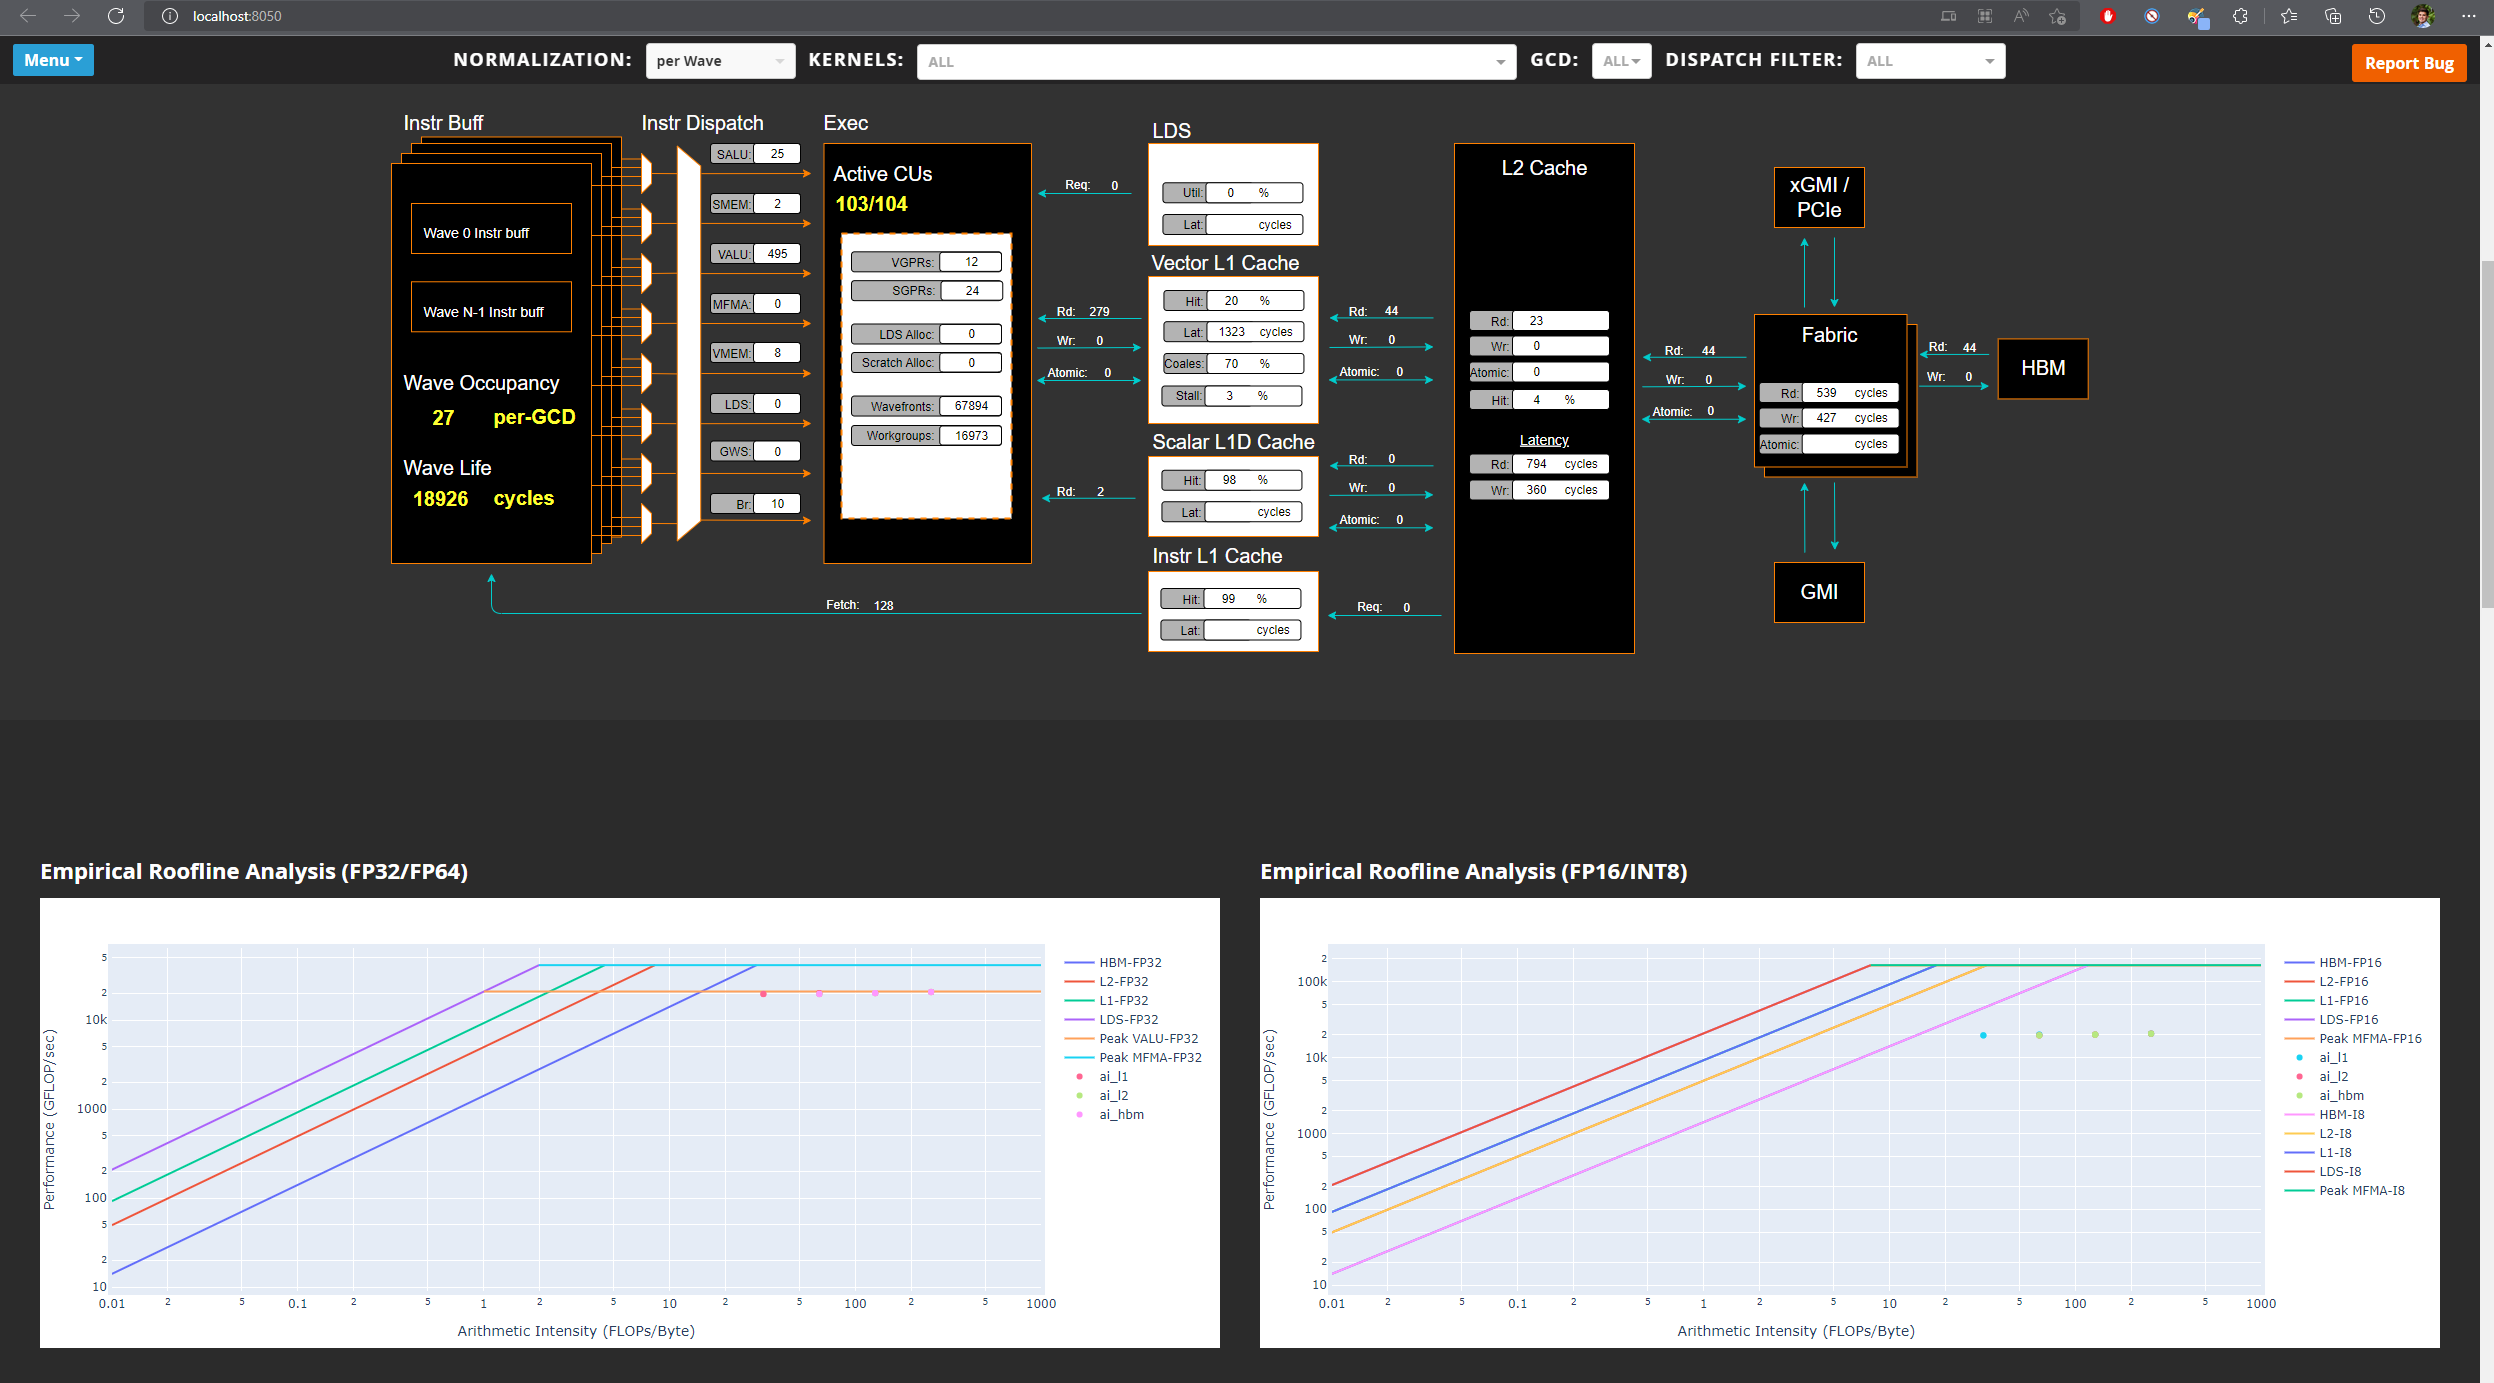 localhost:8050
Menu
NORMALIZATION: per Wave KERNELS: ALL GCD: ALL DISPATCH FILTER: ALL
Report Bug
Instr Buff
Wave 0 Instr buff
Wave N-1 Instr buff
Wave Occupancy
27 per-GCD
Wave Life
18926 cycles
Instr Dispatch
SALU: 25
SMEM: 2
VALU: 495
MFMA: 0
VMEM: 8
LDS: 0
GWS: 0
Br: 10
Exec
Active CUs
103/104
VGPRs: 12
SGPRs: 24
LDS Alloc: 0
Scratch Alloc: 0
Wavefronts: 67894
Workgroups: 16973
Req: 0
Rd: 279
Wr: 0
Atomic: 0
Rd: 2
Fetch: 128
LDS
Util: 0 %
Lat: cycles
Vector L1 Cache
Hit: 20 %
Lat: 1323 cycles
Coales: 70 %
Stall: 3 %
Scalar L1D Cache
Hit: 98 %
Lat: cycles
Instr L1 Cache
Hit: 99 %
Lat: cycles
Rd: 44
Wr: 0
Atomic: 0
Rd: 0
Wr: 0
Atomic: 0
Req: 0
L2 Cache
Rd: 23
Wr: 0
Atomic: 0
Hit: 4 %
Latency
Rd: 794 cycles
Wr: 360 cycles
Rd: 44
Wr: 0
Atomic: 0
xGMI /
PCIe
Fabric
Rd: 539 cycles
Wr: 427 cycles
Atomic: cycles
GMI
Rd: 44
Wr: 0
HBM
Empirical Roofline Analysis (FP32/FP64)
Performance (GFLOP/sec)
5
2
10k
5
2
1000
5
2
100
5
2
10
0.01 2 5 0.1 2 5 1 2 5 10 2 5 100 2 5 1000
Arithmetic Intensity (FLOPs/Byte)
HBM-FP32
L2-FP32
L1-FP32
LDS-FP32
Peak VALU-FP32
Peak MFMA-FP32
ai_l1
ai_l2
ai_hbm
Empirical Roofline Analysis (FP16/INT8)
Performance (GFLOP/sec)
2
100k
5
2
10k
5
2
1000
5
2
100
5
2
10
0.01 2 5 0.1 2 5 1 2 5 10 2 5 100 2 5 1000
Arithmetic Intensity (FLOPs/Byte)
HBM-FP16
L2-FP16
L1-FP16
LDS-FP16
Peak MFMA-FP16
ai_l1
ai_l2
ai_hbm
HBM-I8
L2-I8
L1-I8
LDS-I8
Peak MFMA-I8